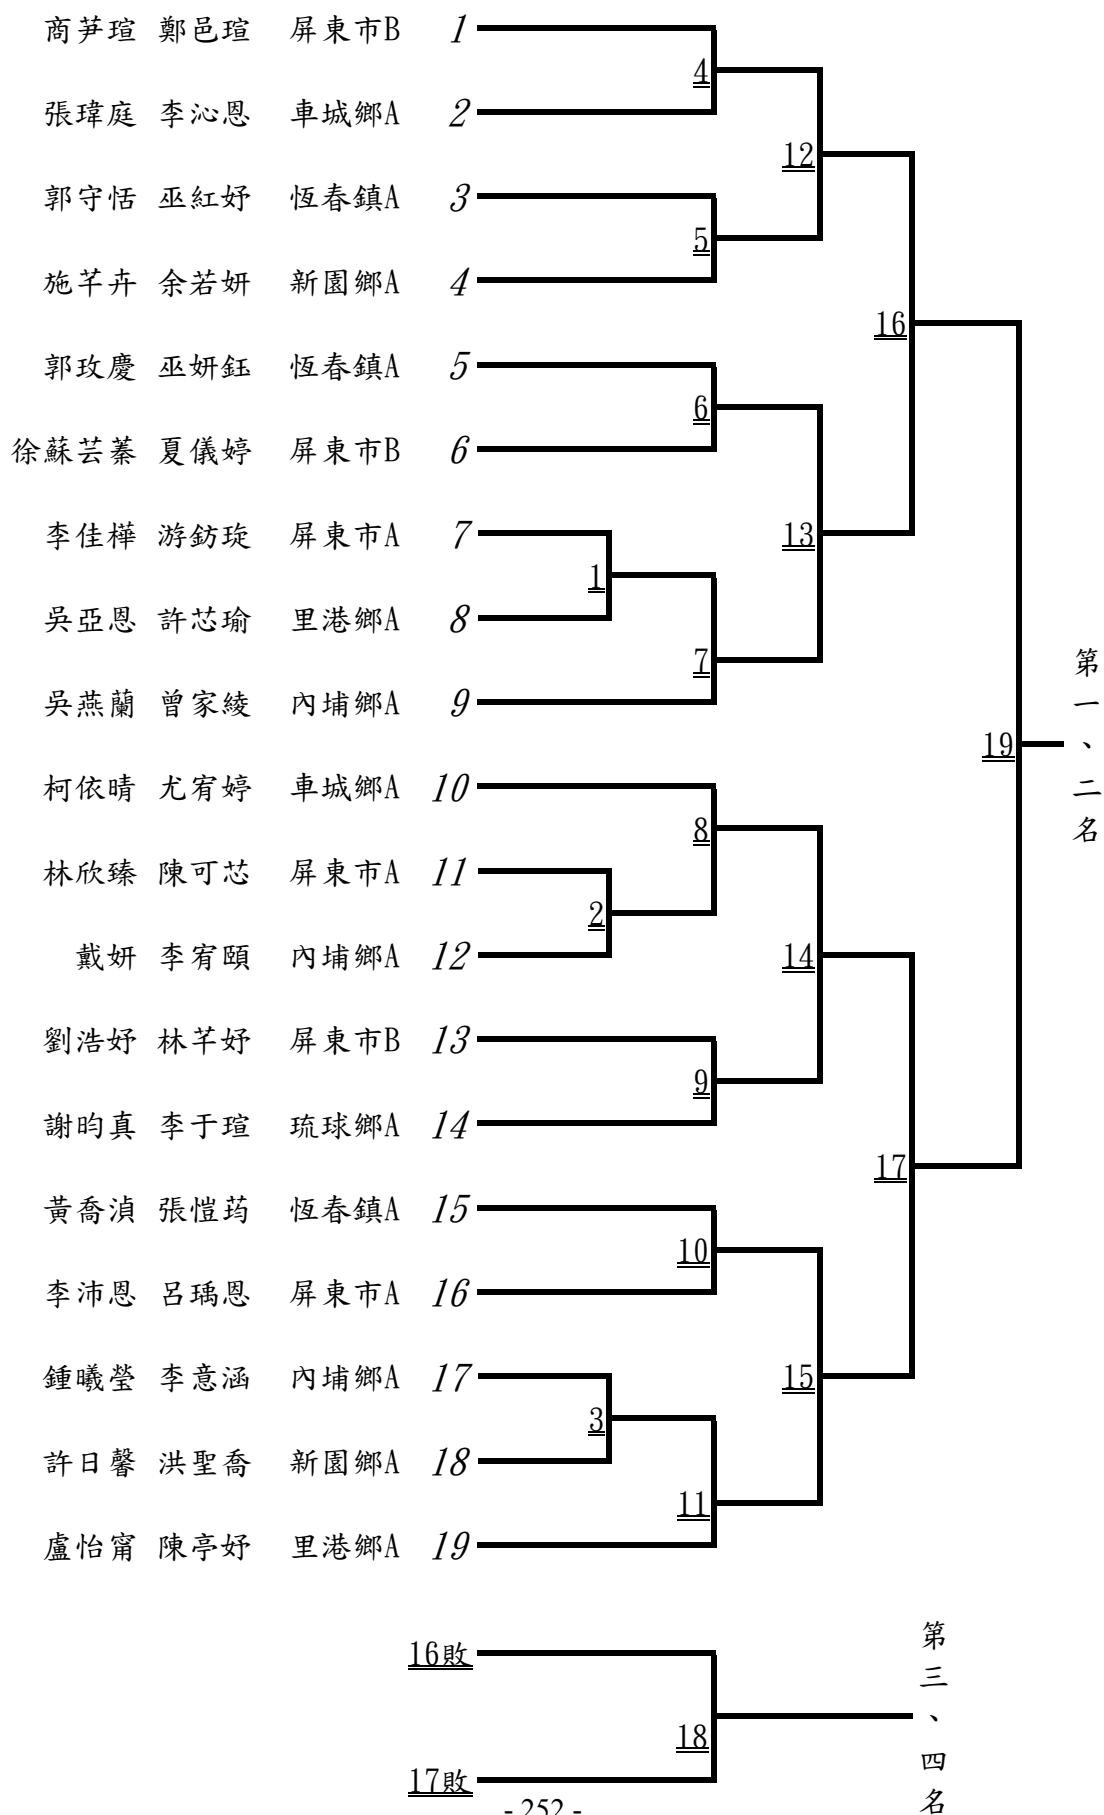 商芛瑄 鄭邑瑄 屏東市B 1
4
張瑋庭 李沁恩 車城鄉A 2
12
郭守恬 巫紅妤 恆春鎮A 3
5
施芊卉 余若妍 新園鄉A 4
16
郭玫慶 巫妍鈺 恆春鎮A 5
6
徐蘇芸蓁 夏儀婷 屏東市B 6
李佳樺 游鈁琁 屏東市A 7
13
1
吳亞恩 許芯瑜 里港鄉A 8
7
吳燕蘭 曾家綾 內埔鄉A 9
19
第一、二名
柯依晴 尤宥婷 車城鄉A 10
8
林欣臻 陳可芯 屏東市A 11
2
戴妍 李宥頤 內埔鄉A 12
14
劉浩妤 林芊妤 屏東市B 13
9
謝昀真 李于瑄 琉球鄉A 14
17
黃喬湞 張愷芛 恆春鎮A 15
10
李沛恩 呂瑀恩 屏東市A 16
鍾曦瑩 李意涵 內埔鄉A 17
15
3
許日馨 洪聖喬 新園鄉A 18
11
盧怡甯 陳亭妤 里港鄉A 19
16敗
18
17敗
第三、四名
- 252 -